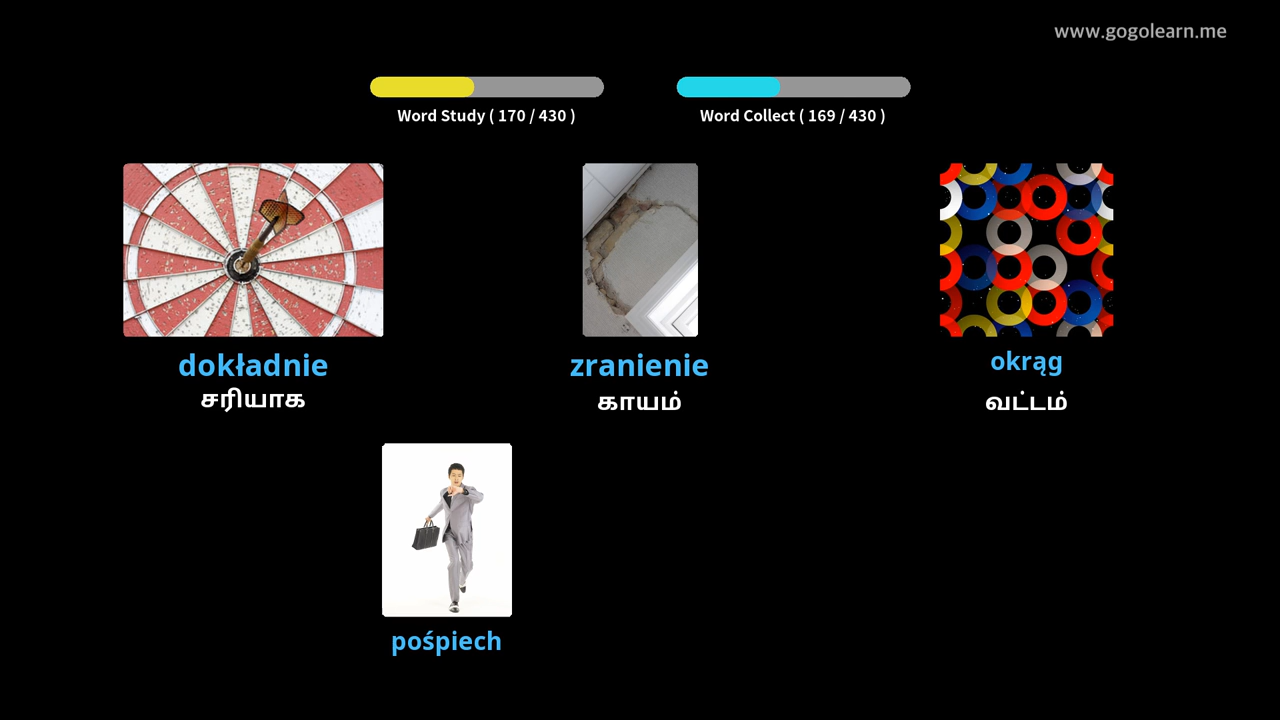 www.gogolearn.me
Word Study ( 170 / 430 )
Word Collect ( 169 / 430 )
dokładnie
சரியாக
zranienie
காயம்
okrąg
வட்டம்
pośpiech